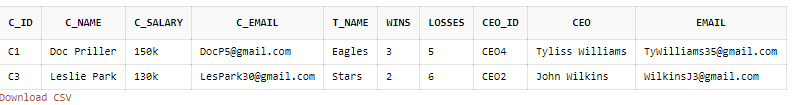 C_ID C_NAME C_SALARY C_EMAIL T_NAME WINS LOSSES CEO_ID CEO EMAIL
C1 Doc Priller 150k DocP5@gmail.com Eagles 3 5 CEO4 Tyliss Williams TyWilliams35@gmail.com
C3 Leslie Park 130k LesPark30@gmail.com Stars 2 6 CEO2 John Wilkins WilkinsJ3@gmail.com
Download CSV